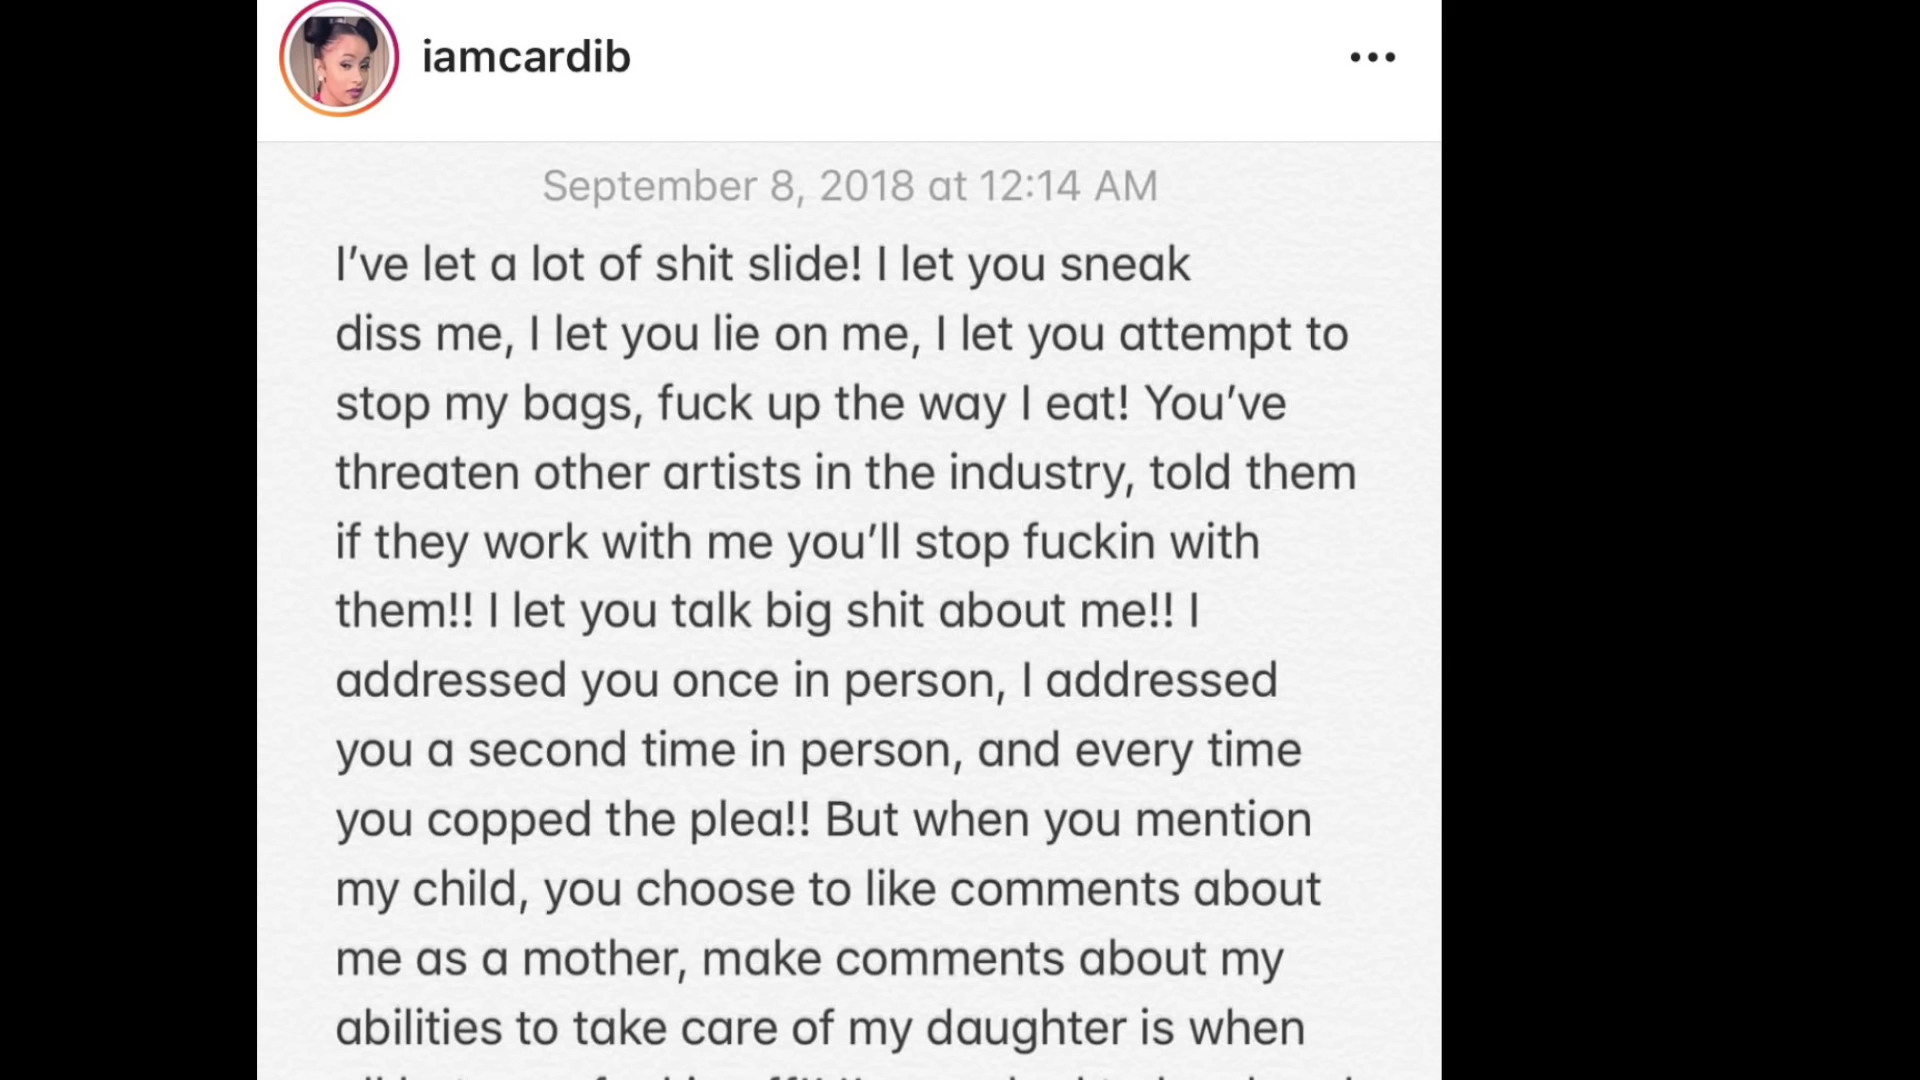 iamcardib
September 8, 2018 at 12:14 AM
I've let a lot of shit slide! I let you sneak
diss me, I let you lie on me, I let you attempt to
stop my bags, fuck up the way I eat! You've
threaten other artists in the industry, told them
if they work with me you'll stop fuckin with
them!! I let you talk big shit about me!! I
addressed you once in person, I addressed
you a second time in person, and every time
you copped the plea!! But when you mention
my child, you choose to like comments about
me as a mother, make comments about my
abilities to take care of my daughter is when